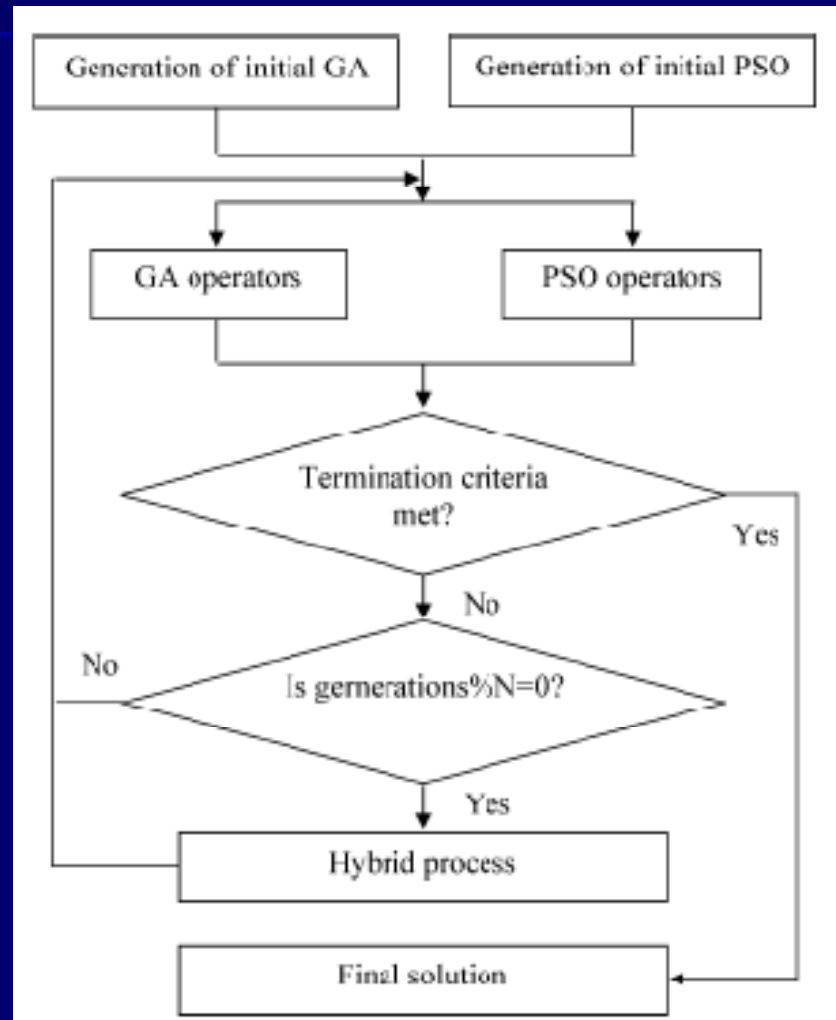 Generation of initial GA
Generation of initial PSO
GA operators
PSO operators
Termination criteria
met?
Yes
No
No
Is gernerations%N=0?
Yes
Hybrid process
Final solution